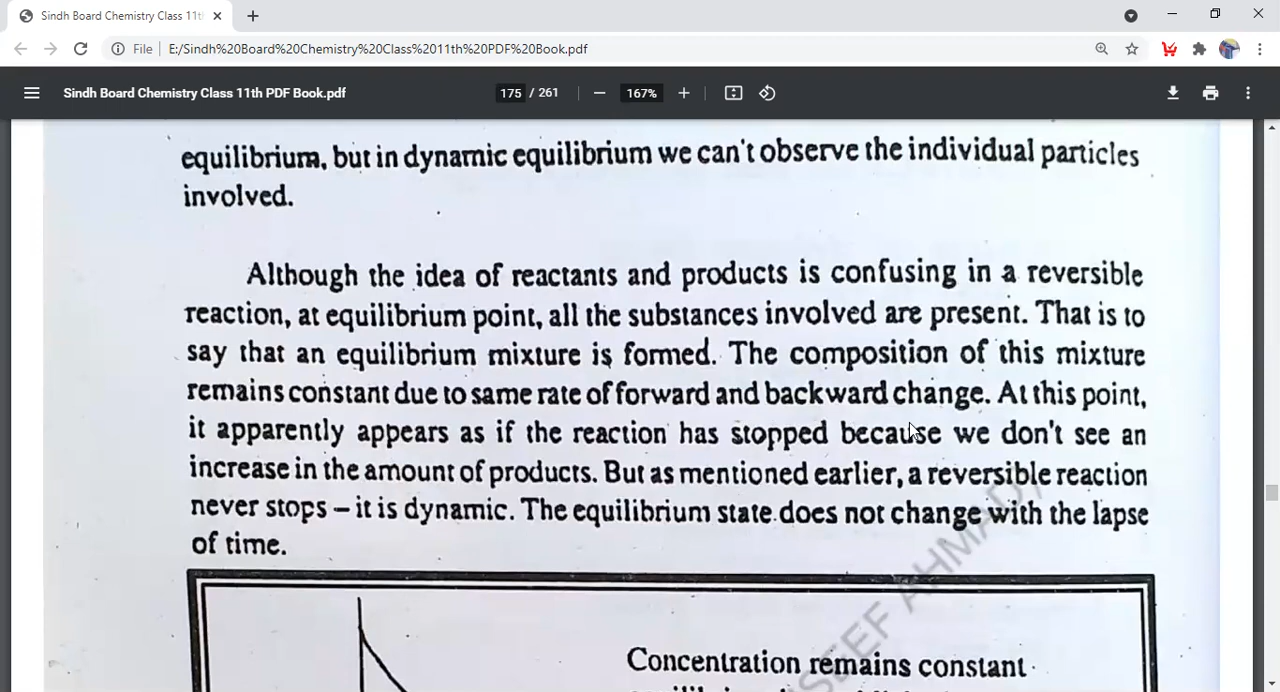 Sindh Board Chemistry Class 11th
File
E:/Sindh%20Board%20Chemistry%20Class%2011th%20PDF%20Book.pdf
Sindh Board Chemistry Class 11th PDF Book.pdf
175 / 261
167%
equilibrium, but in dynamic equilibrium we can't observe the individual particles
involved.
Although the idea of reactants and products is confusing in a reversible
reaction, at equilibrium point, all the substances involved are present. That is to
say that an equilibrium mixture is formed. The composition of this mixture
remains constant due to same rate of forward and backward change. At this point,
it apparently appears as if the reaction has stopped because we don't see an
increase in the amount of products. But as mentioned earlier, a reversible reaction
never stops – it is dynamic. The equilibrium state does not change with the lapse
of time.
Concentration remains constant